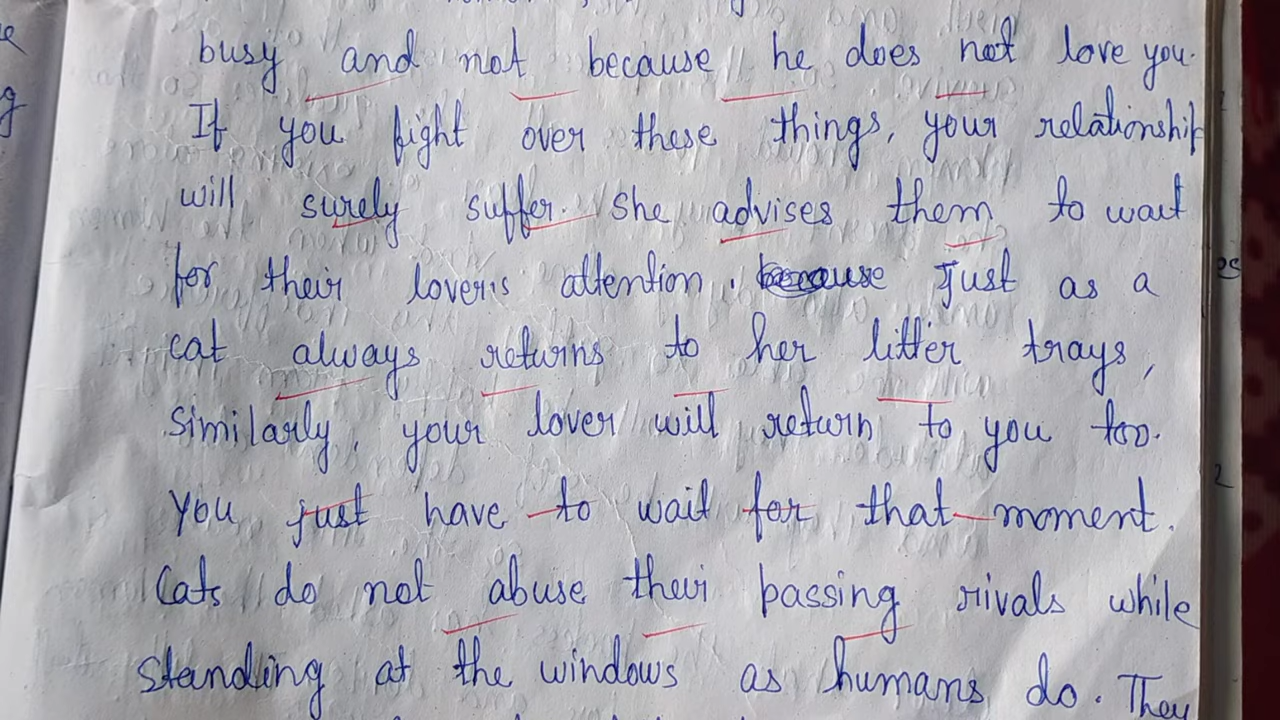 busy and not because he does not love you.
If you fight over these things, your relationship
will surely suffer. She advises them to wait
for their lover's attention. Just as a
cat always returns to her litter trays,
similarly, your lover will return to you too.
You just have to wait for that moment.
Cats do not abuse their passing rivals while
standing at the windows as humans do. They